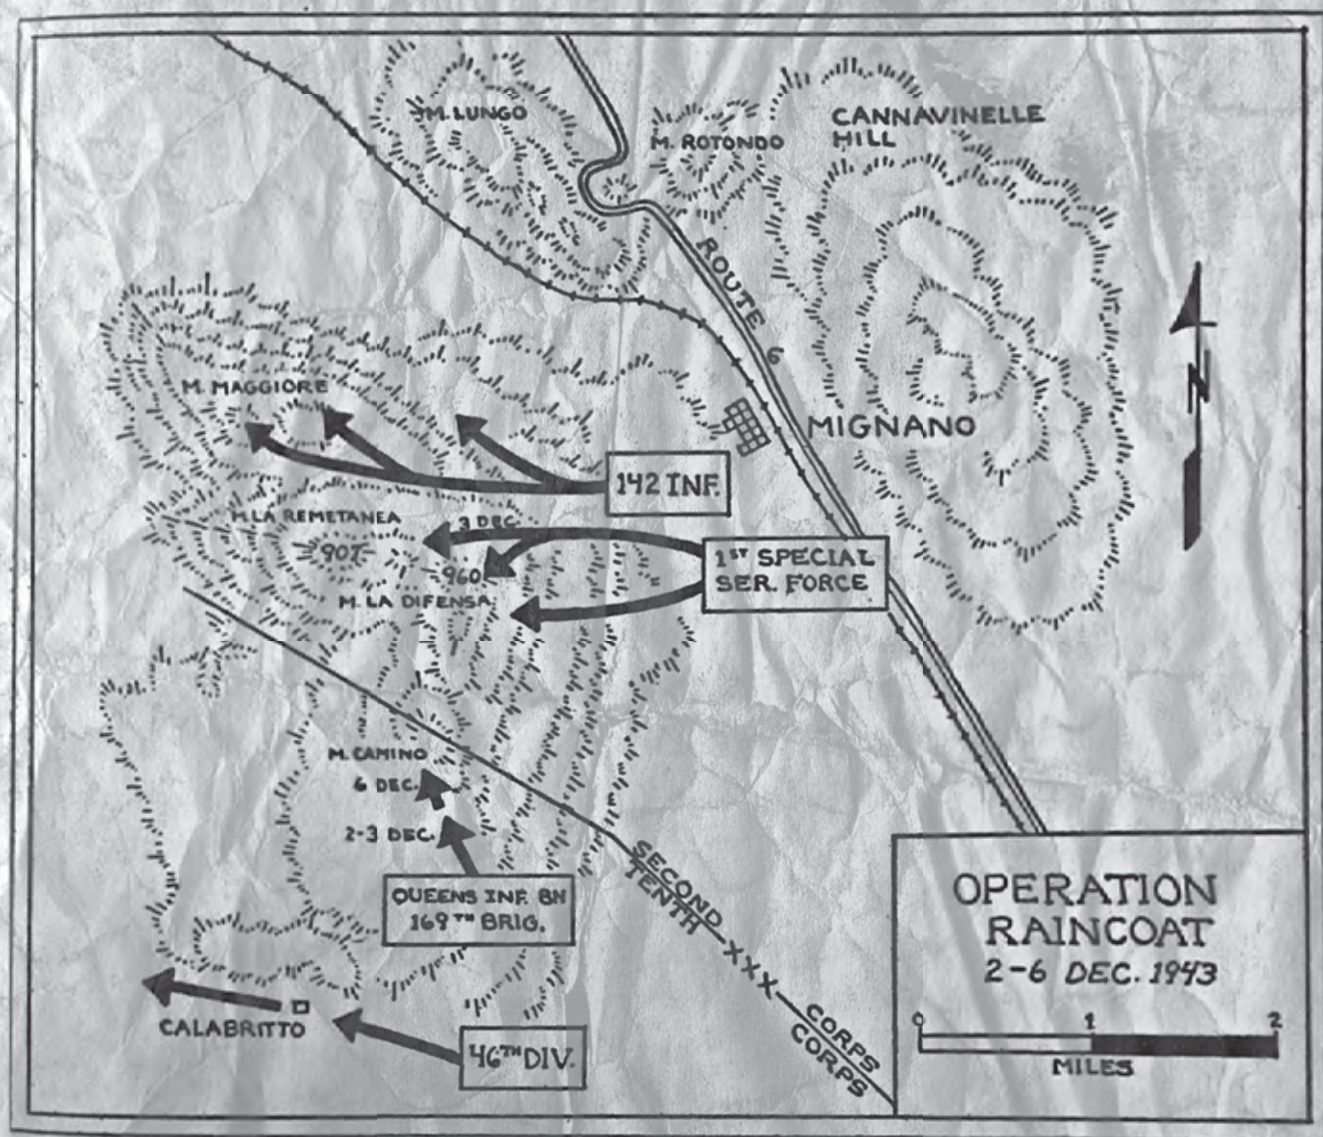 M. LUNGO
M. ROTONDO
CANNAVINELLE
HILL
ROUTE 6
N
M. MAGGIORE
MIGNANO
142 INF.
M. LA REMETANEA
3 DEC.
907
960
1ST SPECIAL
SER. FORCE
M. LA DIFENSA
M. CAMINO
6 DEC.
2-3 DEC.
QUEENS INF. BN
169TH BRIG.
SECOND
TENTH
XXX
CORPS
CORPS
CALABRITTO
46TH DIV.
OPERATION
RAINCOAT
2-6 DEC. 1943
0 1 2
MILES